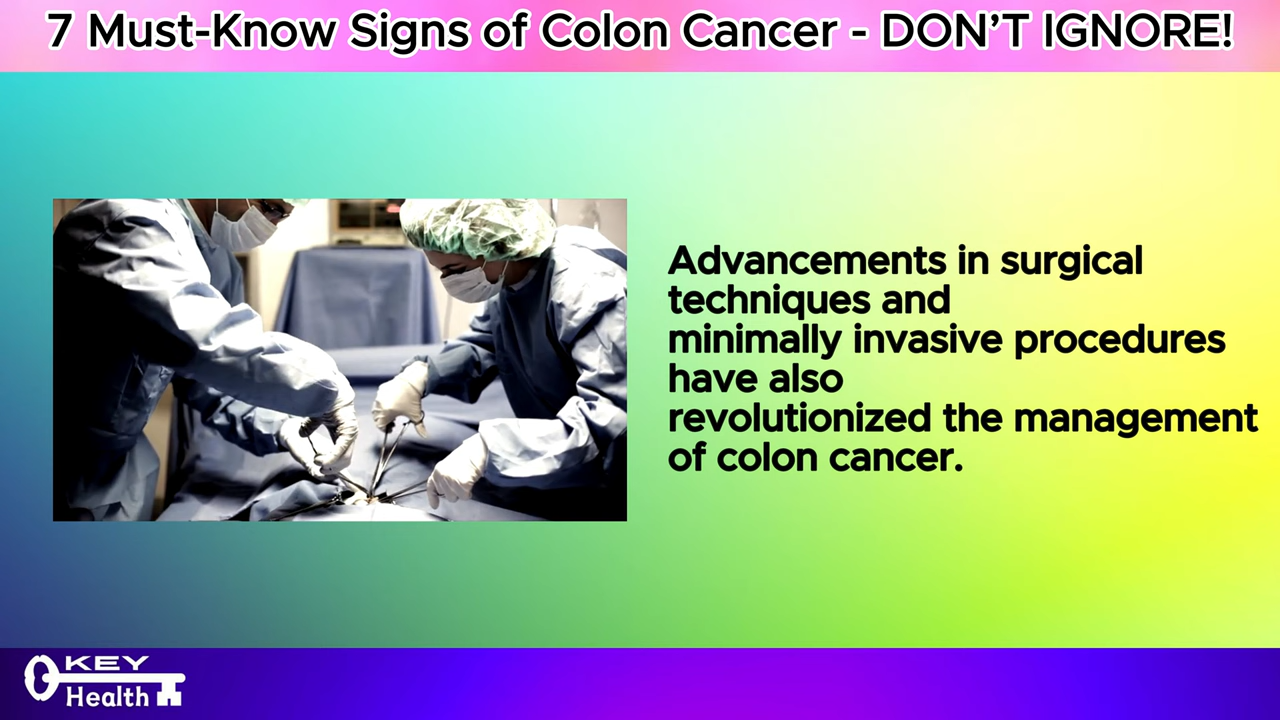 7 Must-Know Signs of Colon Cancer - DON’T IGNORE!
Advancements in surgical
techniques and
minimally invasive procedures
have also
revolutionized the management
of colon cancer.
KEY
Health